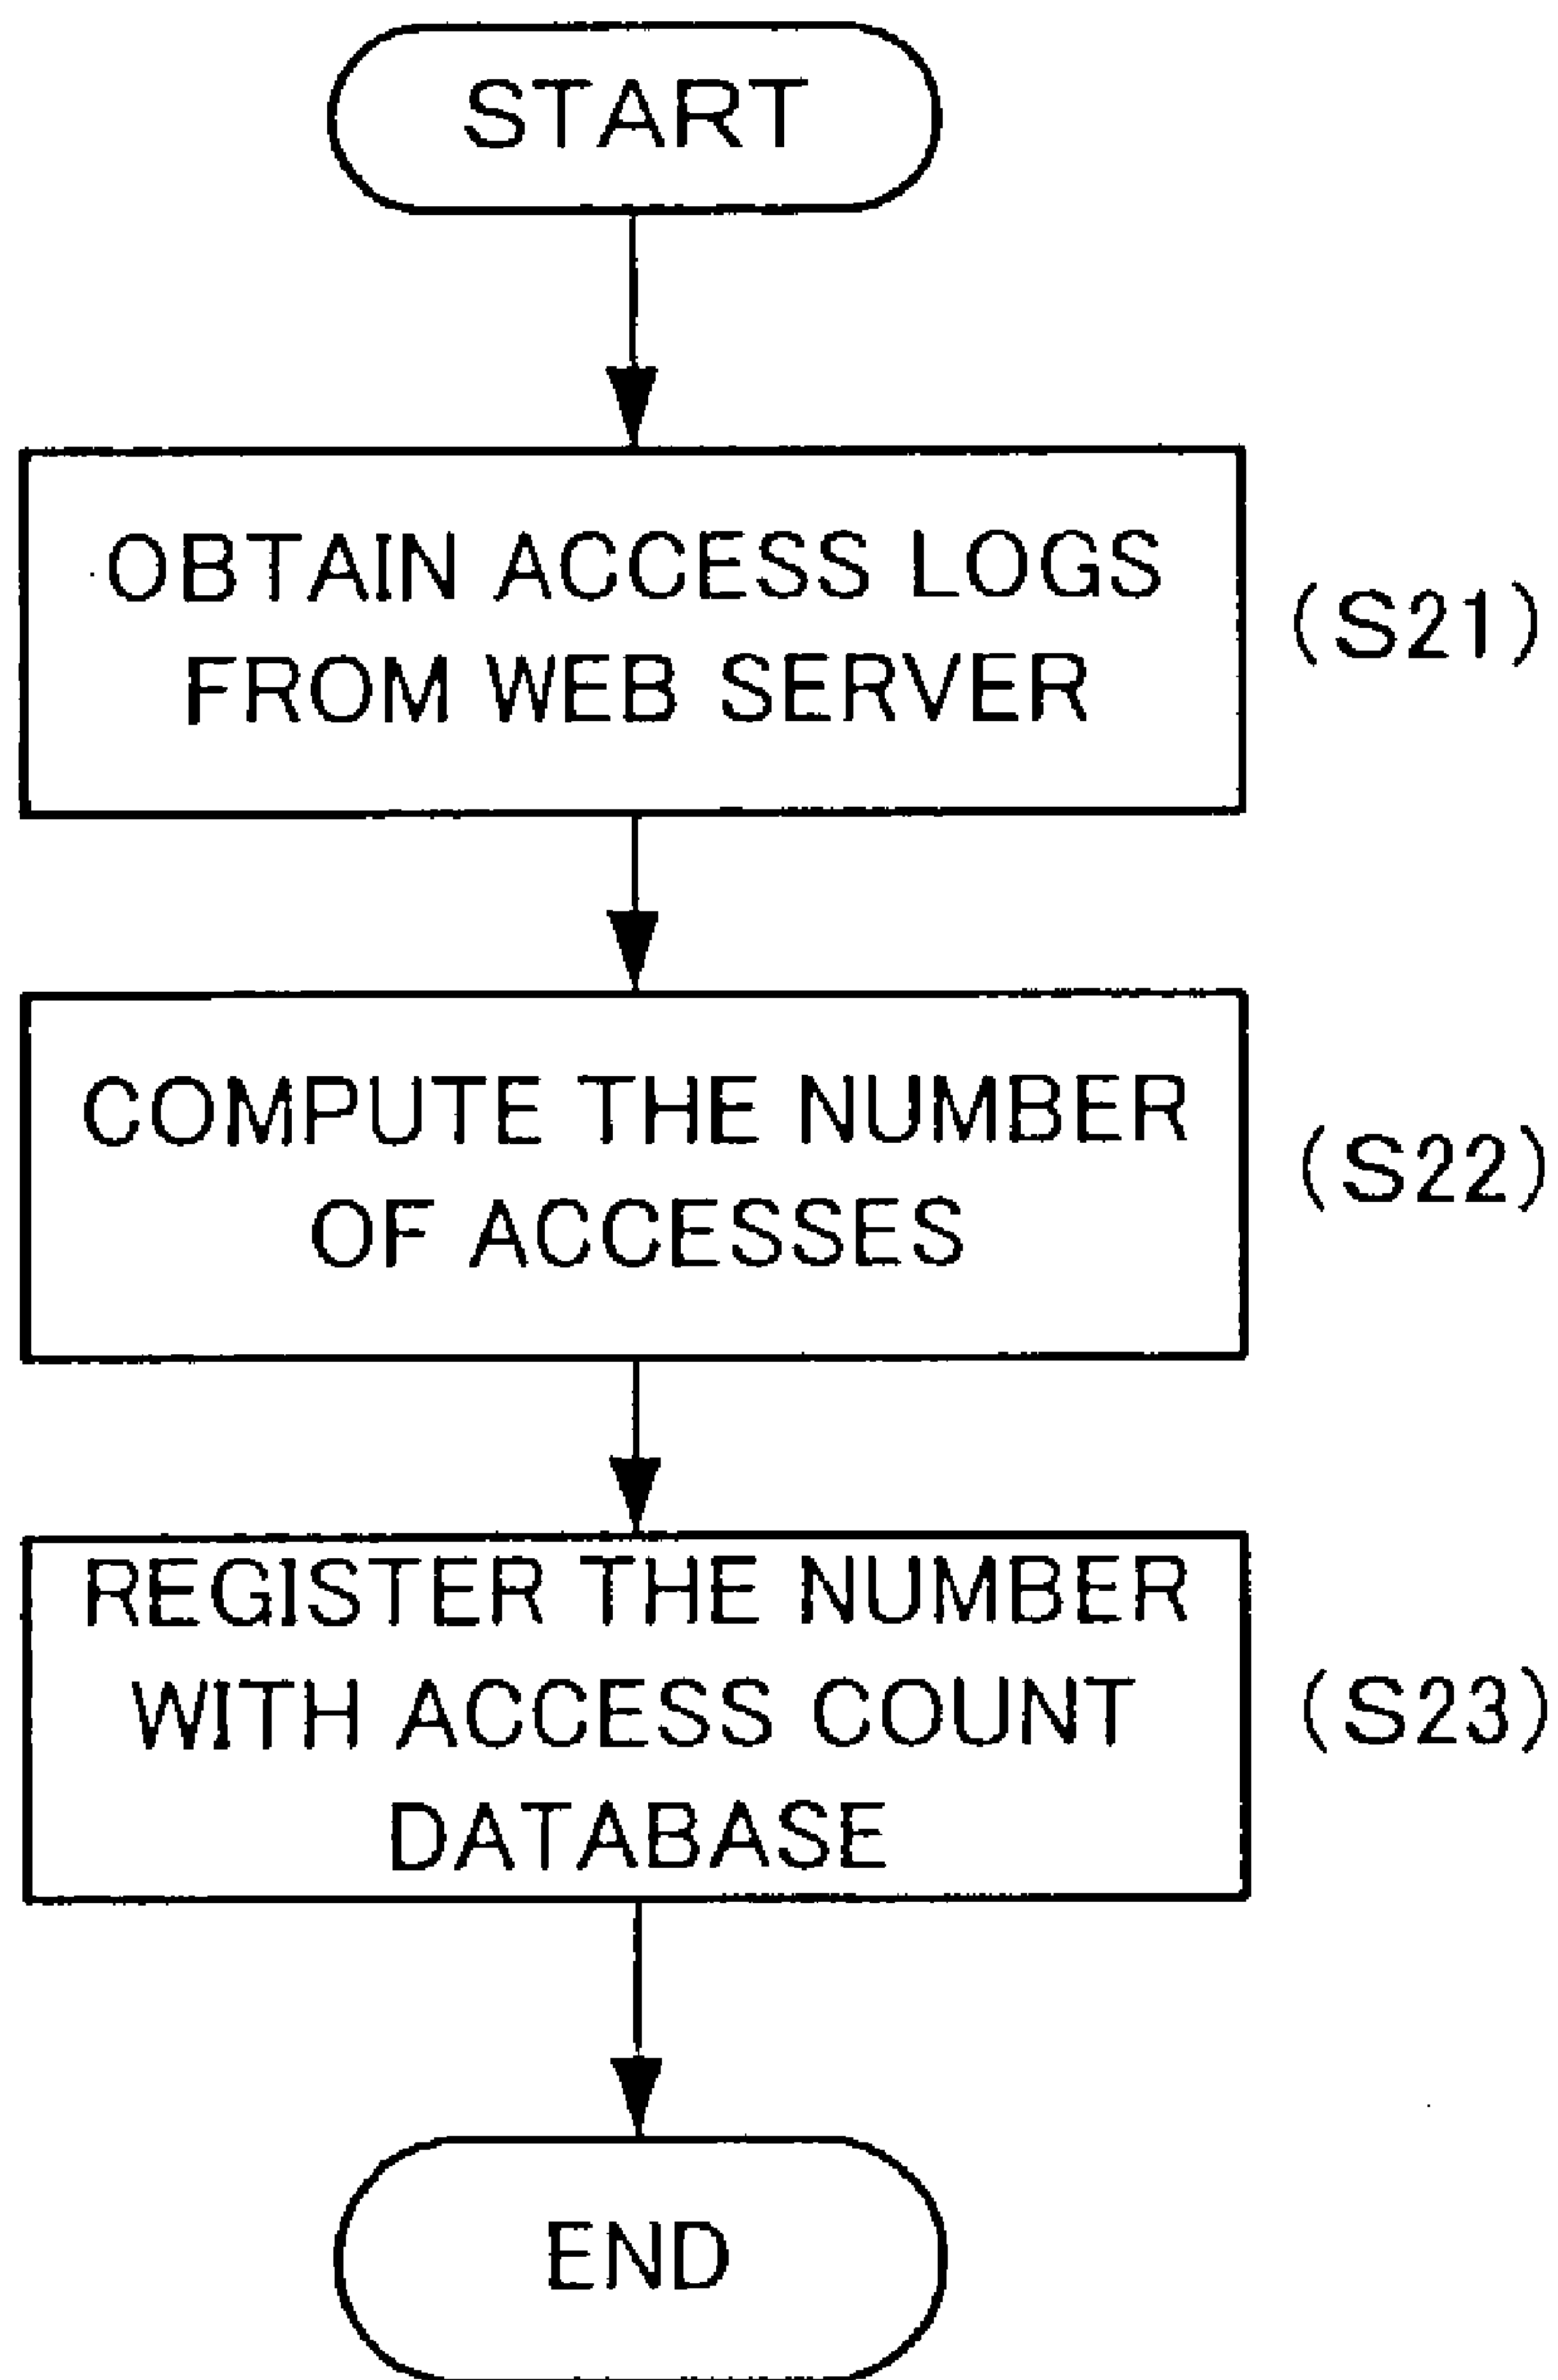 START
OBTAIN ACCESS LOGS
FROM WEB SERVER
(S21)
COMPUTE THE NUMBER
OF ACCESSES
(S22)
REGISTER THE NUMBER
WITH ACCESS COUNT
DATABASE
(S23)
END